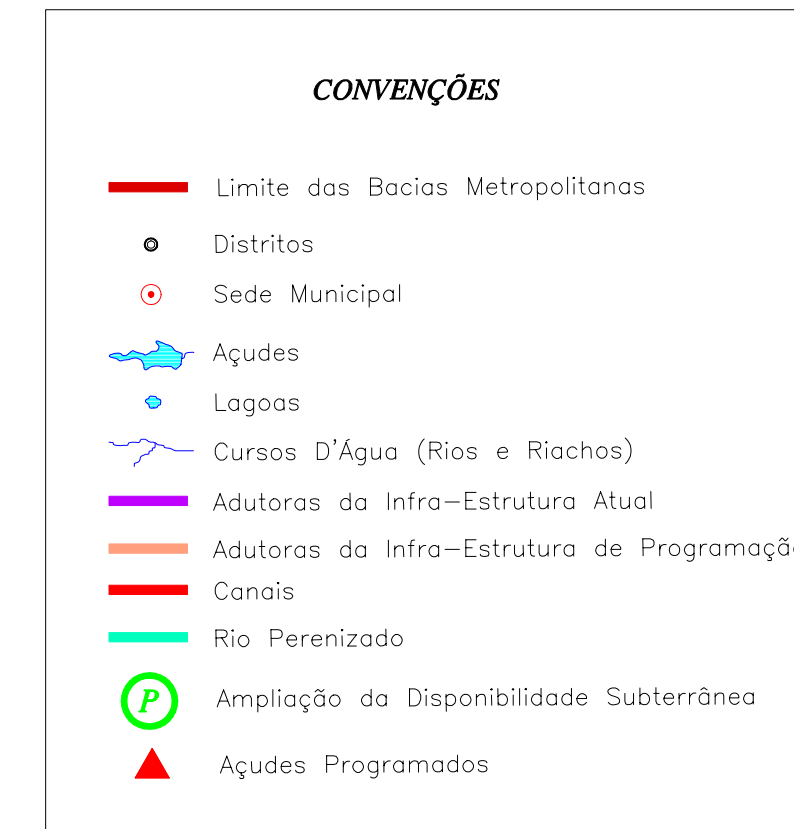 CONVENÇÕES
Limite das Bacias Metropolitanas
Distritos
Sede Municipal
Açudes
Lagoas
Cursos D'Água (Rios e Riachos)
Adutoras da Infra-Estrutura Atual
Adutoras da Infra-Estrutura de Programação
Canais
Rio Perenizado
P Ampliação da Disponibilidade Subterrânea
Açudes Programados